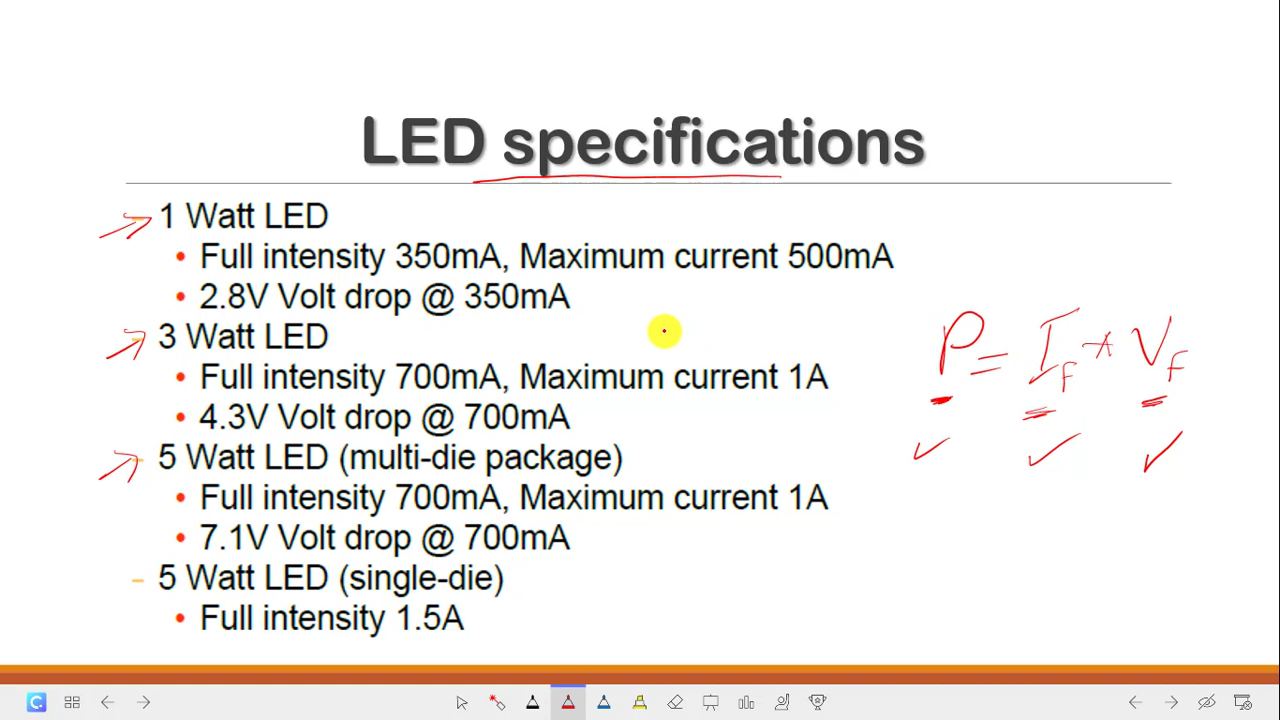 LED specifications
1 Watt LED
• Full intensity 350mA, Maximum current 500mA
• 2.8V Volt drop @ 350mA
3 Watt LED
• Full intensity 700mA, Maximum current 1A
• 4.3V Volt drop @ 700mA
P = I_F * V_F
5 Watt LED (multi-die package)
• Full intensity 700mA, Maximum current 1A
• 7.1V Volt drop @ 700mA
– 5 Watt LED (single-die)
• Full intensity 1.5A